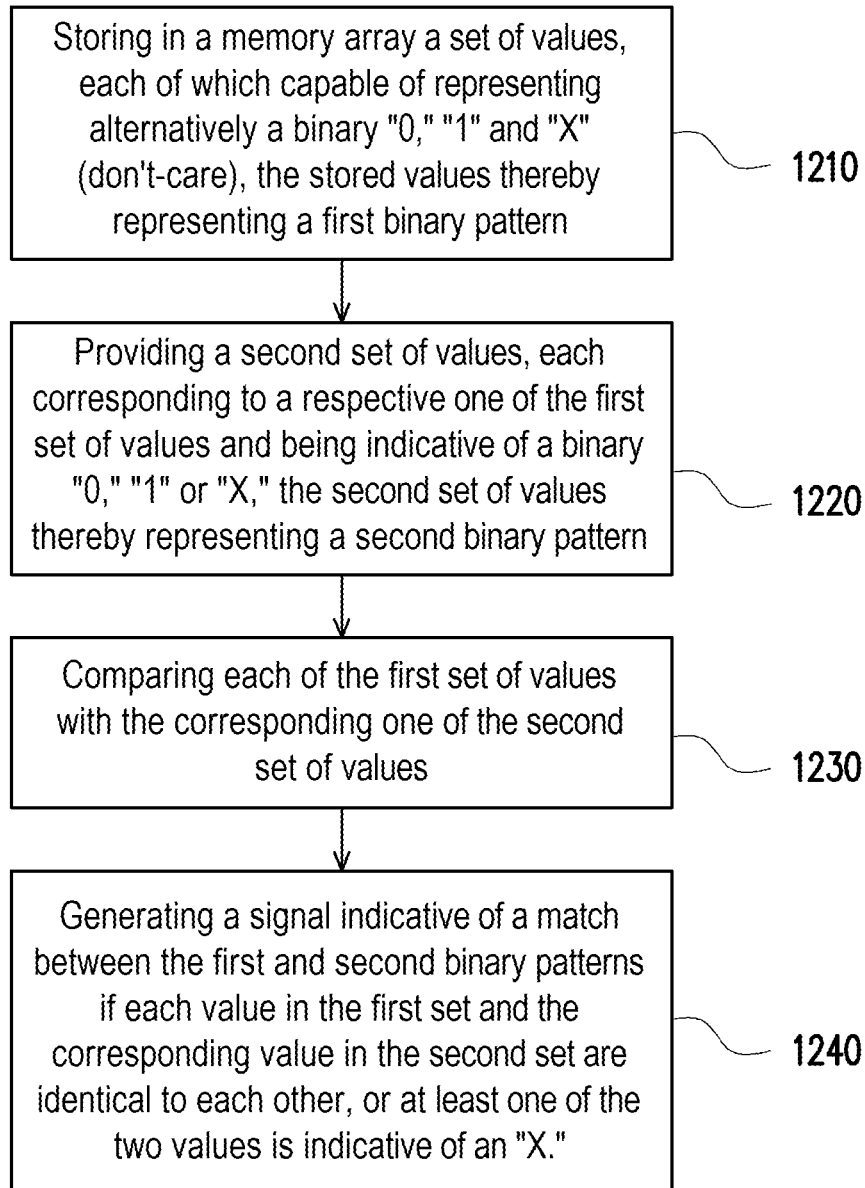 Storing in a memory array a set of values,
each of which capable of representing
alternatively a binary "0," "1" and "X"
(don't-care), the stored values thereby
representing a first binary pattern
1210
Providing a second set of values, each
corresponding to a respective one of the first
set of values and being indicative of a binary
"0," "1" or "X," the second set of values
thereby representing a second binary pattern
1220
Comparing each of the first set of values
with the corresponding one of the second
set of values
1230
Generating a signal indicative of a match
between the first and second binary patterns
if each value in the first set and the
corresponding value in the second set are
identical to each other, or at least one of the
two values is indicative of an "X."
1240